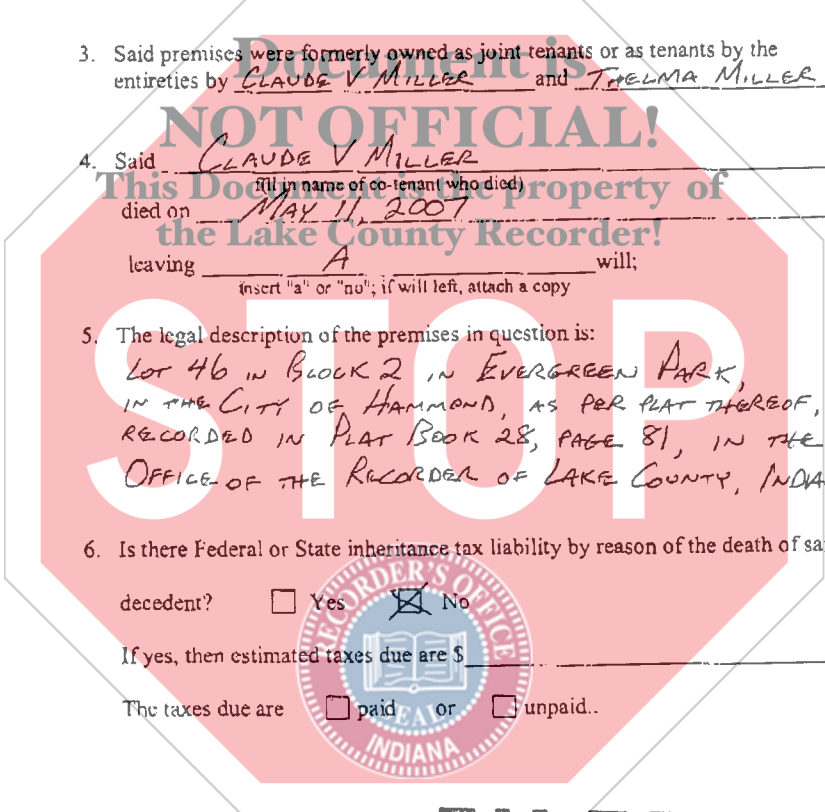 Document is
3. Said premises were formerly owned as joint tenants or as tenants by the
entireties by CLAUDE V MILLER and THELMA MILLER
NOT OFFICIAL!
4. Said CLAUDE V MILLER
fill in name of co-tenant who died)
This Document is the property of
died on MAY 11, 2007
the Lake County Recorder!
leaving A will;
insert "a" or "no"; if will left, attach a copy
STOP
5. The legal description of the premises in question is:
LOT 46 IN BLOCK 2 IN EVERGREEN PARK,
IN THE CITY OF HAMMOND, AS PER PLAT THEREOF,
RECORDED IN PLAT BOOK 28, PAGE 81, IN THE
OFFICE OF THE RECORDER OF LAKE COUNTY, INDIA
6. Is there Federal or State inheritance tax liability by reason of the death of sa
decedent? Yes No
RECORDER'S OFFICE
If yes, then estimated taxes due are $
The taxes due are paid or unpaid..
SEAL
INDIANA